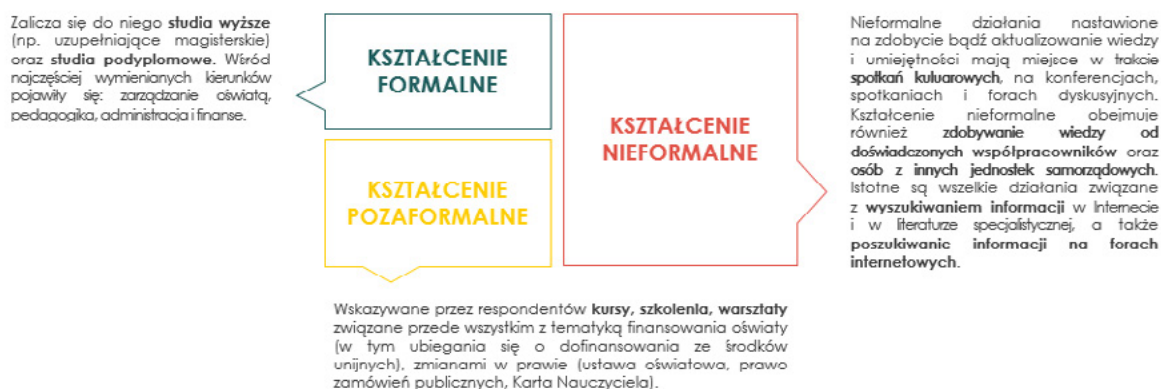 Zalicza się do niego studia wyższe
(np. uzupełniające magisterskie)
oraz studia podyplomowe. Wśród
najczęściej wymienianych kierunków
pojawiły się: zarządzanie oświatą,
pedagogika, administracja i finanse.
KSZTAŁCENIE
FORMALNE
KSZTAŁCENIE
POZAFORMALNE
KSZTAŁCENIE
NIEFORMALNE
Nieformalne działania nastawione
na zdobycie bądź aktualizowanie wiedzy
i umiejętności mają miejsce w trakcie
spotkań kuluarowych, na konferencjach,
spotkaniach i forach dyskusyjnych.
Kształcenie nieformalne obejmuje
również zdobywanie wiedzy od
doświadczonych współpracowników oraz
osób z innych jednostek samorządowych.
Istotne są wszelkie działania związane
z wyszukiwaniem informacji w Internecie
i w literaturze specjalistycznej, a także
poszukiwanie informacji na forach
internetowych.
Wskazywane przez respondentów kursy, szkolenia, warsztaty
związane przede wszystkim z tematyką finansowania oświaty
(w tym ubiegania się o dofinansowania ze środków
unijnych), zmianami w prawie (ustawa oświatowa, prawo
zamówień publicznych, Karta Nauczyciela).